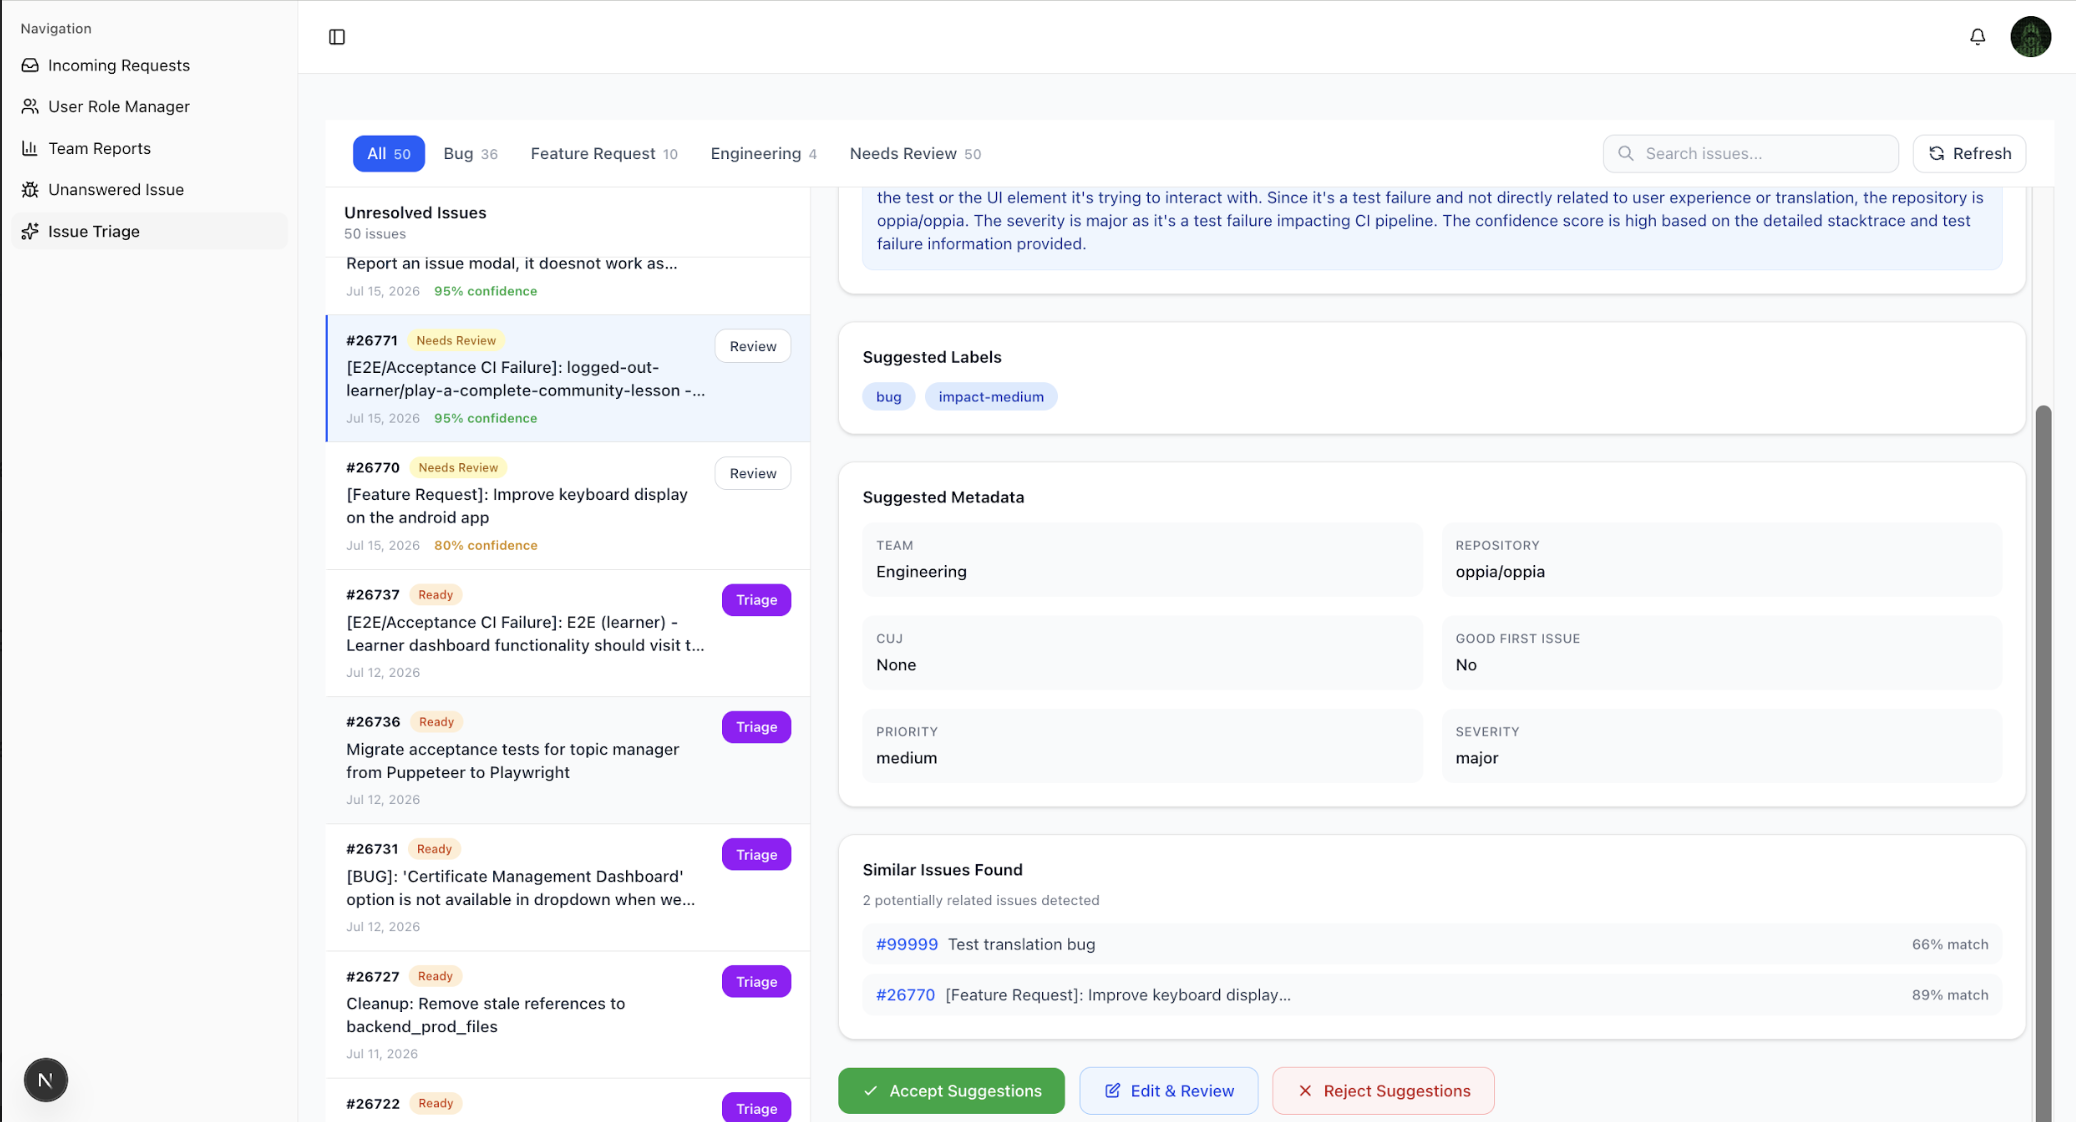 Navigation
Incoming Requests
User Role Manager
Team Reports
Unanswered Issue
Issue Triage
N
All 50
Bug 36
Feature Request 10
Engineering 4
Needs Review 50
Search issues...
Refresh
Unresolved Issues
50 issues
Report an issue modal, it doesnot work as...
Jul 15, 2026 95% confidence
#26771 Needs Review
Review
[E2E/Acceptance CI Failure]: logged-out-
learner/play-a-complete-community-lesson -...
Jul 15, 2026 95% confidence
#26770 Needs Review
Review
[Feature Request]: Improve keyboard display
on the android app
Jul 15, 2026 80% confidence
#26737 Ready
Triage
[E2E/Acceptance CI Failure]: E2E (learner) -
Learner dashboard functionality should visit t...
Jul 12, 2026
#26736 Ready
Triage
Migrate acceptance tests for topic manager
from Puppeteer to Playwright
Jul 12, 2026
#26731 Ready
Triage
[BUG]: 'Certificate Management Dashboard'
option is not available in dropdown when we...
Jul 12, 2026
#26727 Ready
Triage
Cleanup: Remove stale references to
backend_prod_files
Jul 11, 2026
#26722 Ready
Triage
the test or the UI element it's trying to interact with. Since it's a test failure and not directly related to user experience or translation, the repository is
oppia/oppia. The severity is major as it's a test failure impacting CI pipeline. The confidence score is high based on the detailed stacktrace and test
failure information provided.
Suggested Labels
bug
impact-medium
Suggested Metadata
TEAM
Engineering
REPOSITORY
oppia/oppia
CUJ
None
GOOD FIRST ISSUE
No
PRIORITY
medium
SEVERITY
major
Similar Issues Found
2 potentially related issues detected
#99999 Test translation bug
66% match
#26770 [Feature Request]: Improve keyboard display...
89% match
Accept Suggestions
Edit & Review
Reject Suggestions